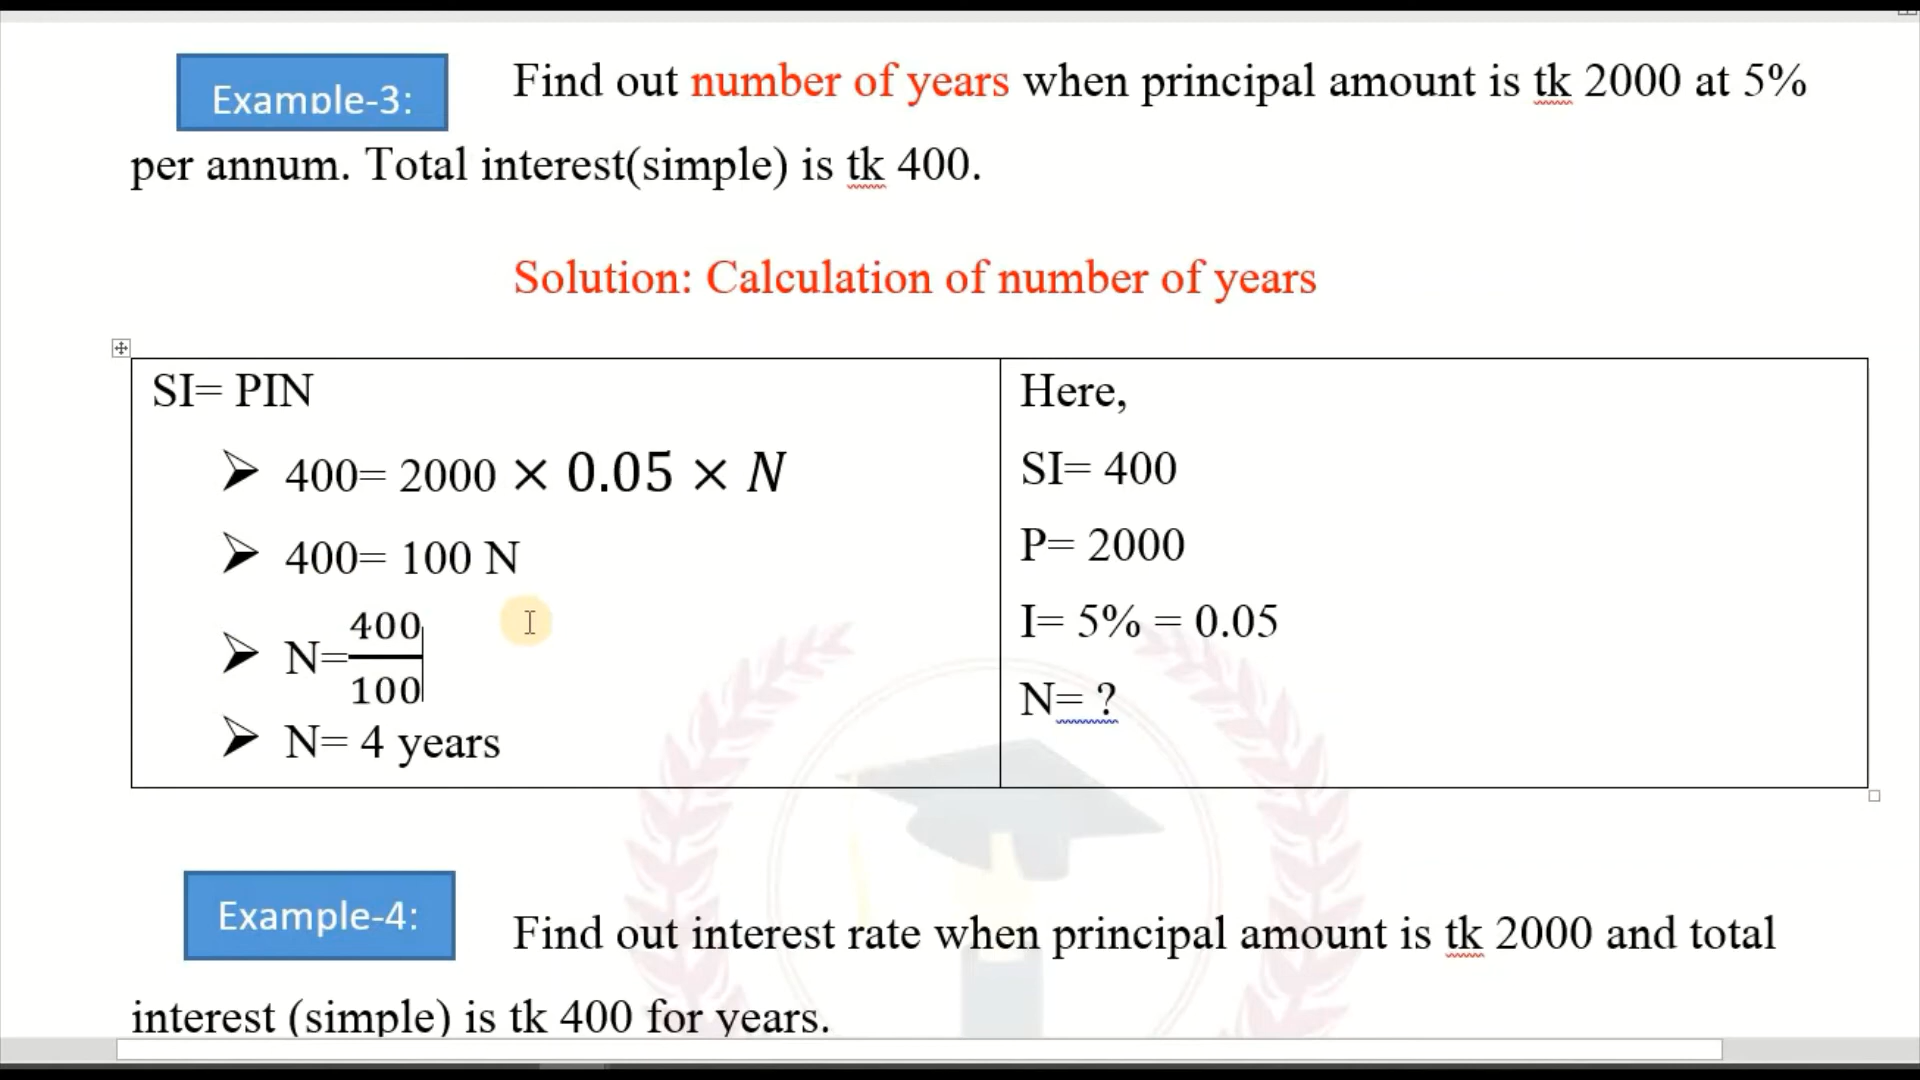 Example-3:
Find out number of years when principal amount is tk 2000 at 5%
per annum. Total interest(simple) is tk 400.
Solution: Calculation of number of years
SI= PIN
➢ 400= 2000 × 0.05 × N
➢ 400= 100 N
➢ N=400/100
➢ N= 4 years
Here,
SI= 400
P= 2000
I= 5% = 0.05
N= ?
Example-4:
Find out interest rate when principal amount is tk 2000 and total
interest (simple) is tk 400 for years.